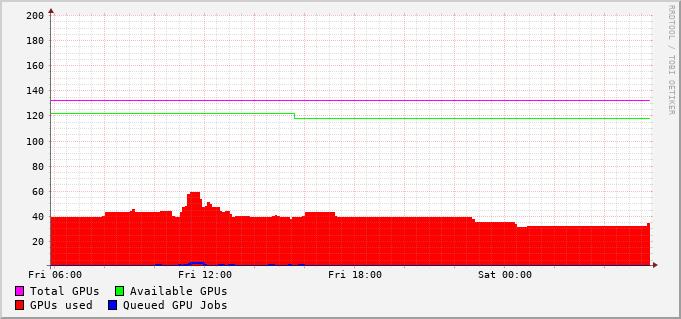 200
180
160
140
120
100
80
60
40
20
Fri 06:00 Fri 12:00 Fri 18:00 Sat 00:00
Total GPUs Available GPUs
GPUs used Queued GPU Jobs
RRDTOOL / TOBI OETIKER